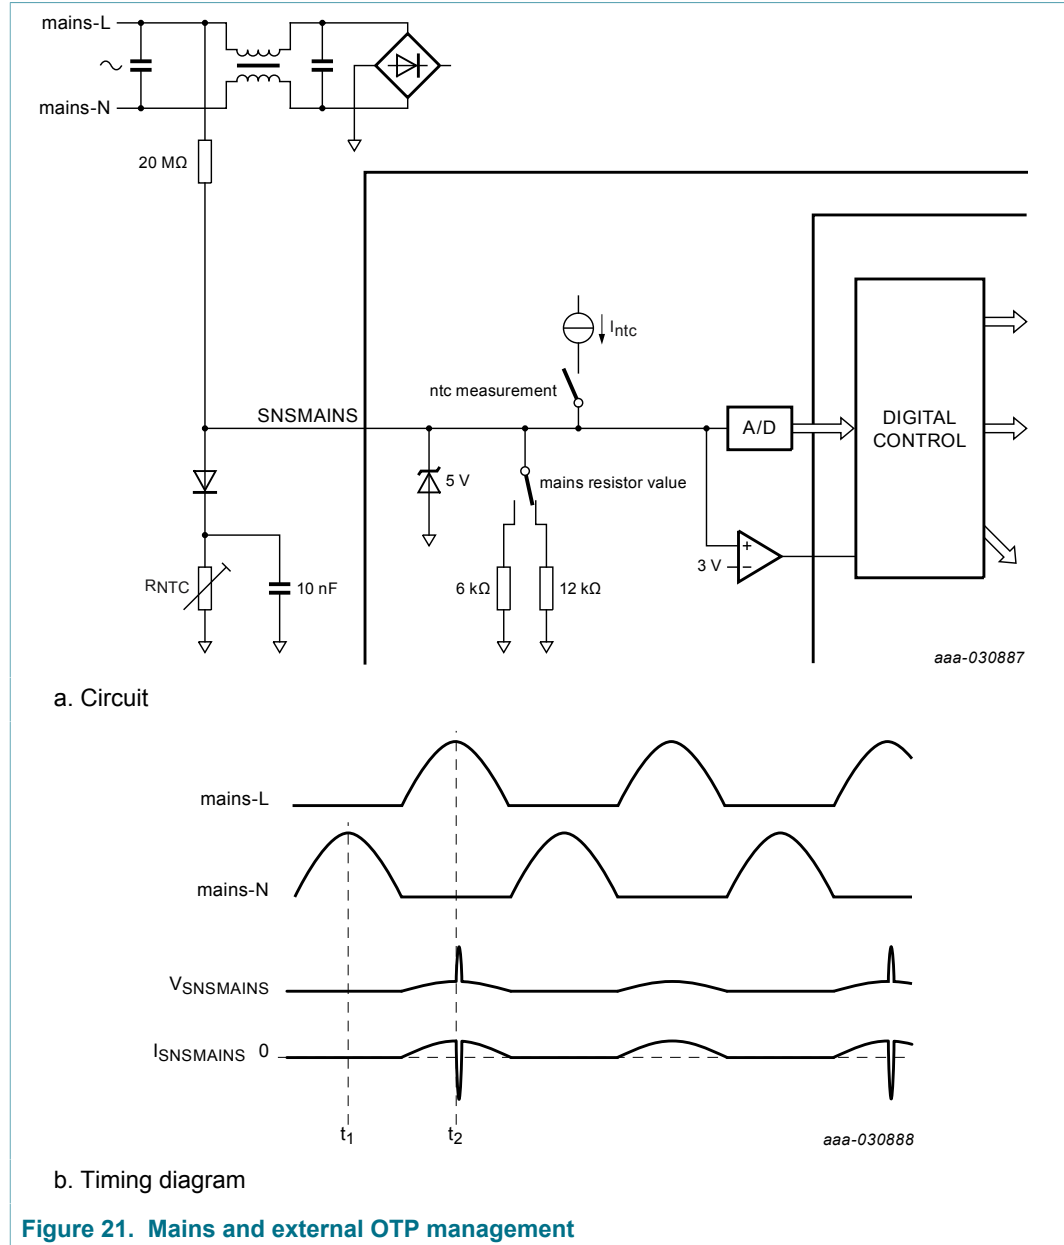 mains-L
mains-N
20 MΩ
Intc
ntc measurement
SNSMAINS
A/D
DIGITAL
CONTROL
5 V
mains resistor value
+
3 V
−
RNTC
10 nF
6 kΩ
12 kΩ
aaa-030887
a. Circuit
mains-L
mains-N
VSNSMAINS
ISNSMAINS 0
t1
t2
aaa-030888
b. Timing diagram
Figure 21. Mains and external OTP management